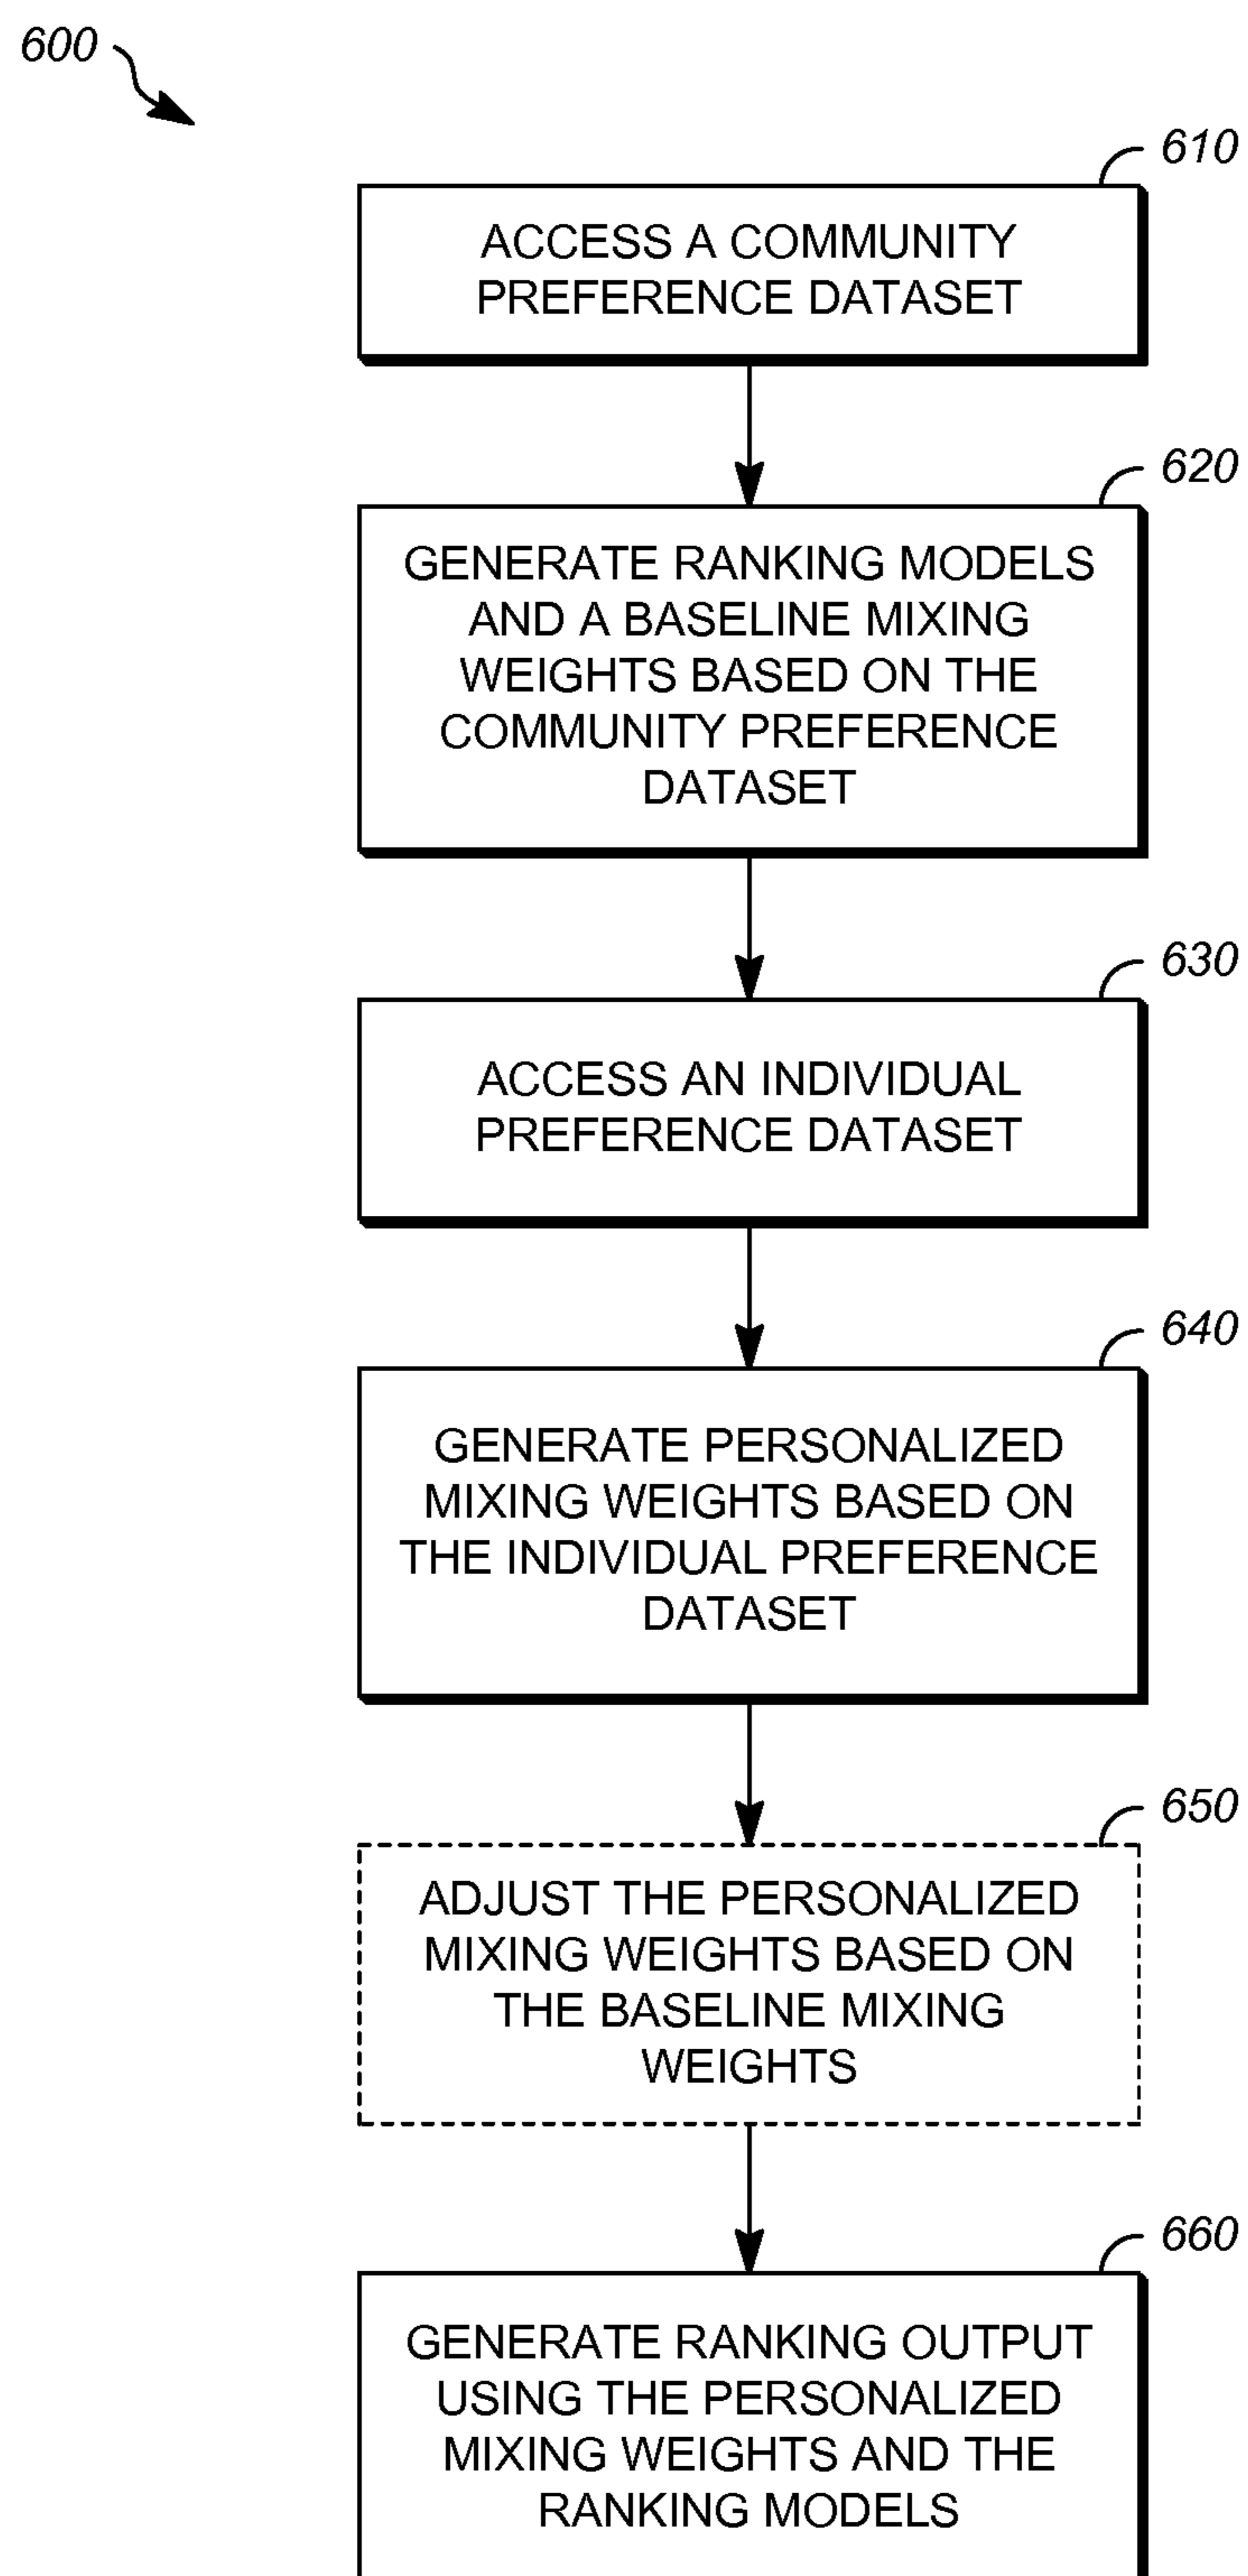 600
610
ACCESS A COMMUNITY
PREFERENCE DATASET
620
GENERATE RANKING MODELS
AND A BASELINE MIXING
WEIGHTS BASED ON THE
COMMUNITY PREFERENCE
DATASET
630
ACCESS AN INDIVIDUAL
PREFERENCE DATASET
640
GENERATE PERSONALIZED
MIXING WEIGHTS BASED ON
THE INDIVIDUAL PREFERENCE
DATASET
650
ADJUST THE PERSONALIZED
MIXING WEIGHTS BASED ON
THE BASELINE MIXING
WEIGHTS
660
GENERATE RANKING OUTPUT
USING THE PERSONALIZED
MIXING WEIGHTS AND THE
RANKING MODELS